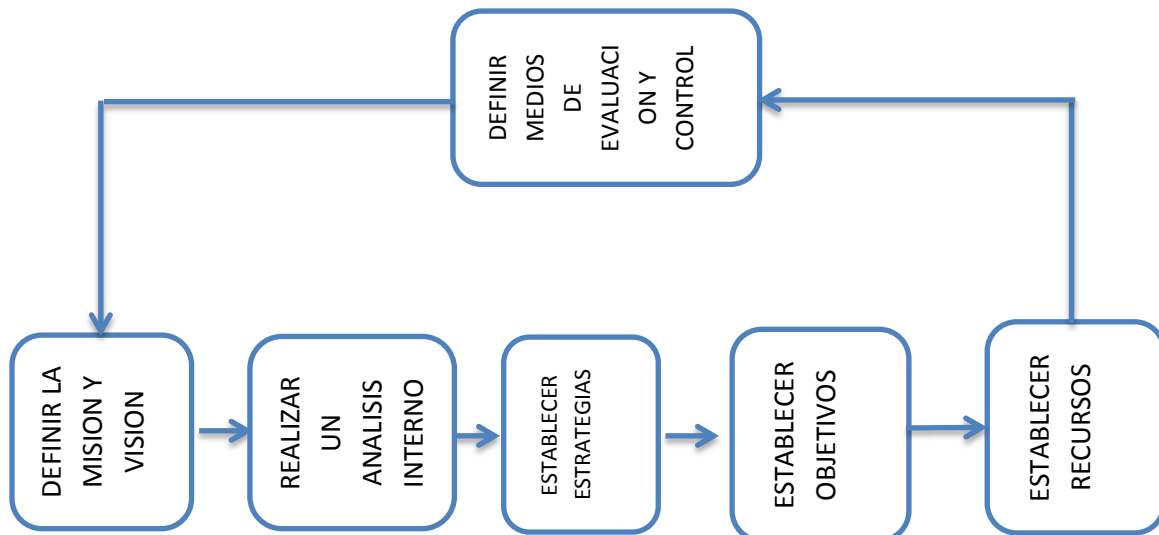 DEFINIR
MEDIOS
DE
EVALUACI
ON Y
CONTROL
DEFINIR LA
MISION Y
VISION
REALIZAR
UN
ANALISIS
INTERNO
ESTABLECER
ESTRATEGIAS
ESTABLECER
OBJETIVOS
ESTABLECER
RECURSOS